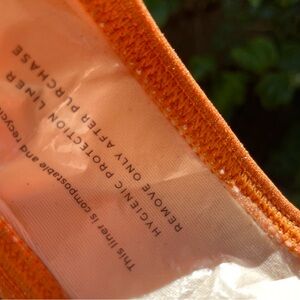 HYGIENIC PROTECTION LINER
REMOVE ONLY AFTER PURCHASE
This liner is compostable and